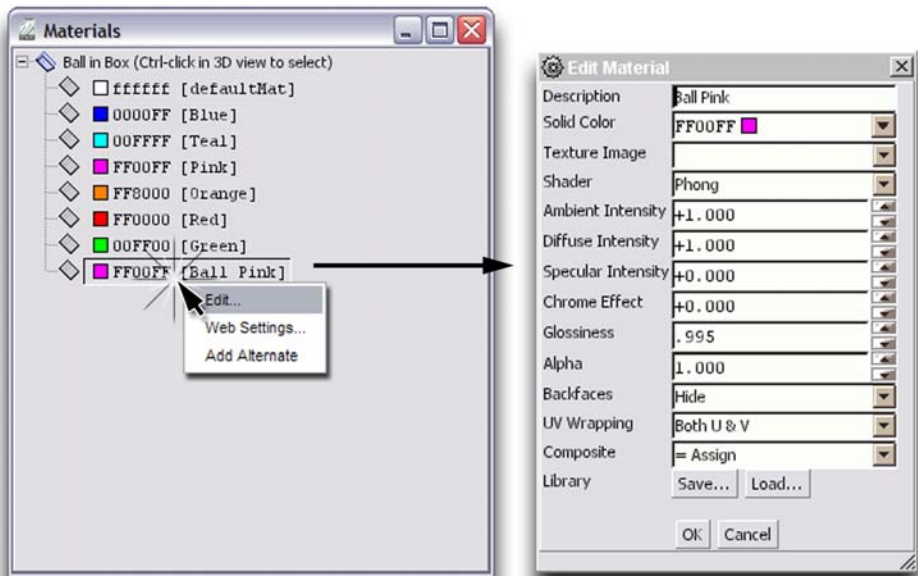 Materials
Ball in Box (Ctrl-click in 3D view to select)
ffffff [defaultMat]
0000FF [Blue]
00FFFF [Teal]
FF00FF [Pink]
FF8000 [Orange]
FF0000 [Red]
00FF00 [Green]
FF00FF [Ball Pink]
Edit...
Web Settings...
Add Alternate
Edit Material
Description Ball Pink
Solid Color FF00FF
Texture Image
Shader Phong
Ambient Intensity +1.000
Diffuse Intensity +1.000
Specular Intensity +0.000
Chrome Effect +0.000
Glossiness .995
Alpha 1.000
Backfaces Hide
UV Wrapping Both U & V
Composite = Assign
Library Save... Load...
OK Cancel